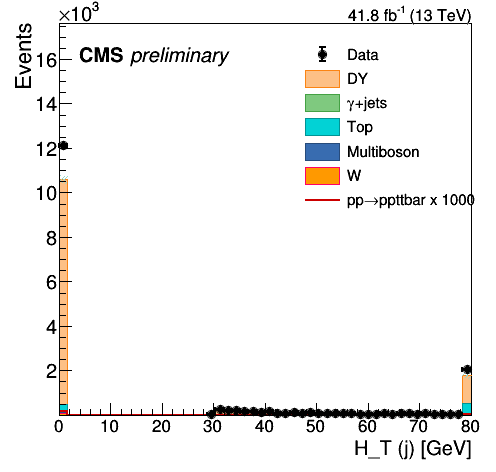 ×10³
41.8 fb⁻¹ (13 TeV)
Events
CMS preliminary
Data
DY
γ+jets
Top
Multiboson
W
pp→ppttbar x 1000
16
14
12
10
8
6
4
2
0 10 20 30 40 50 60 70 80
H_T (j) [GeV]